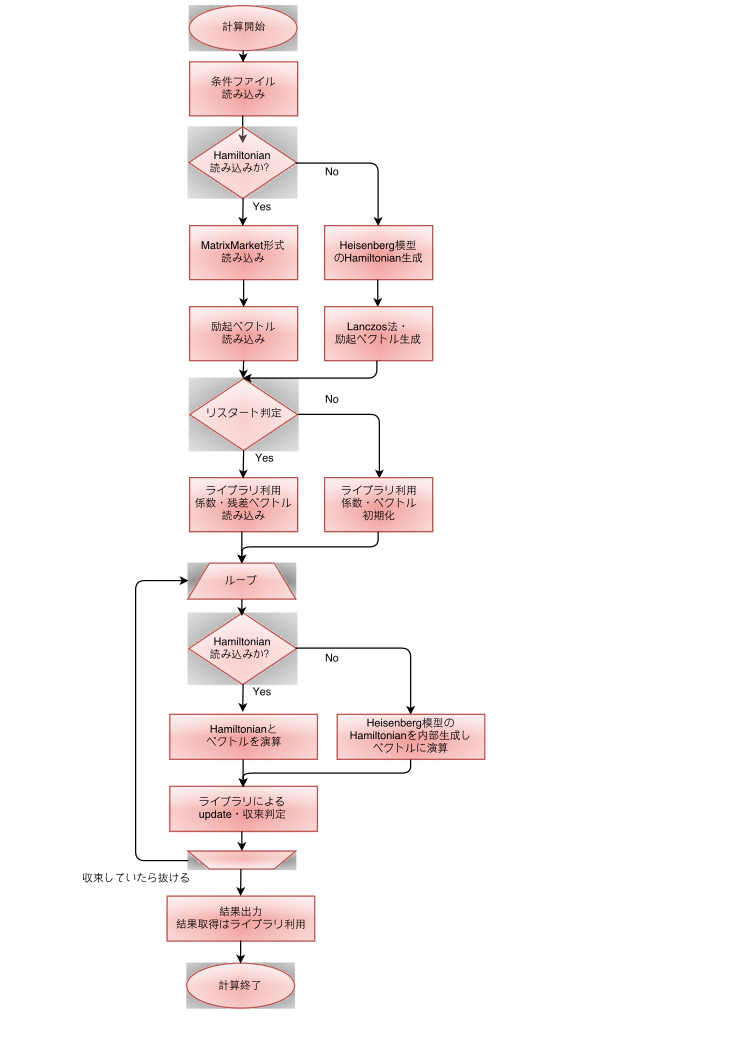 計算開始
条件ファイル
読み込み
Hamiltonian
読み込みか?
No
Yes
MatrixMarket形式
読み込み
Heisenberg模型
のHamiltonian生成
励起ベクトル
読み込み
Lanczos法・
励起ベクトル生成
リスタート判定
No
Yes
ライブラリ利用
係数・残差ベクトル
読み込み
ライブラリ利用
係数・ベクトル
初期化
ループ
Hamiltonian
読み込みか?
No
Yes
Hamiltonianと
ベクトルを演算
Heisenberg模型の
Hamiltonianを内部生成し
ベクトルに演算
ライブラリによる
update・収束判定
収束していたら抜ける
結果出力
結果取得はライブラリ利用
計算終了